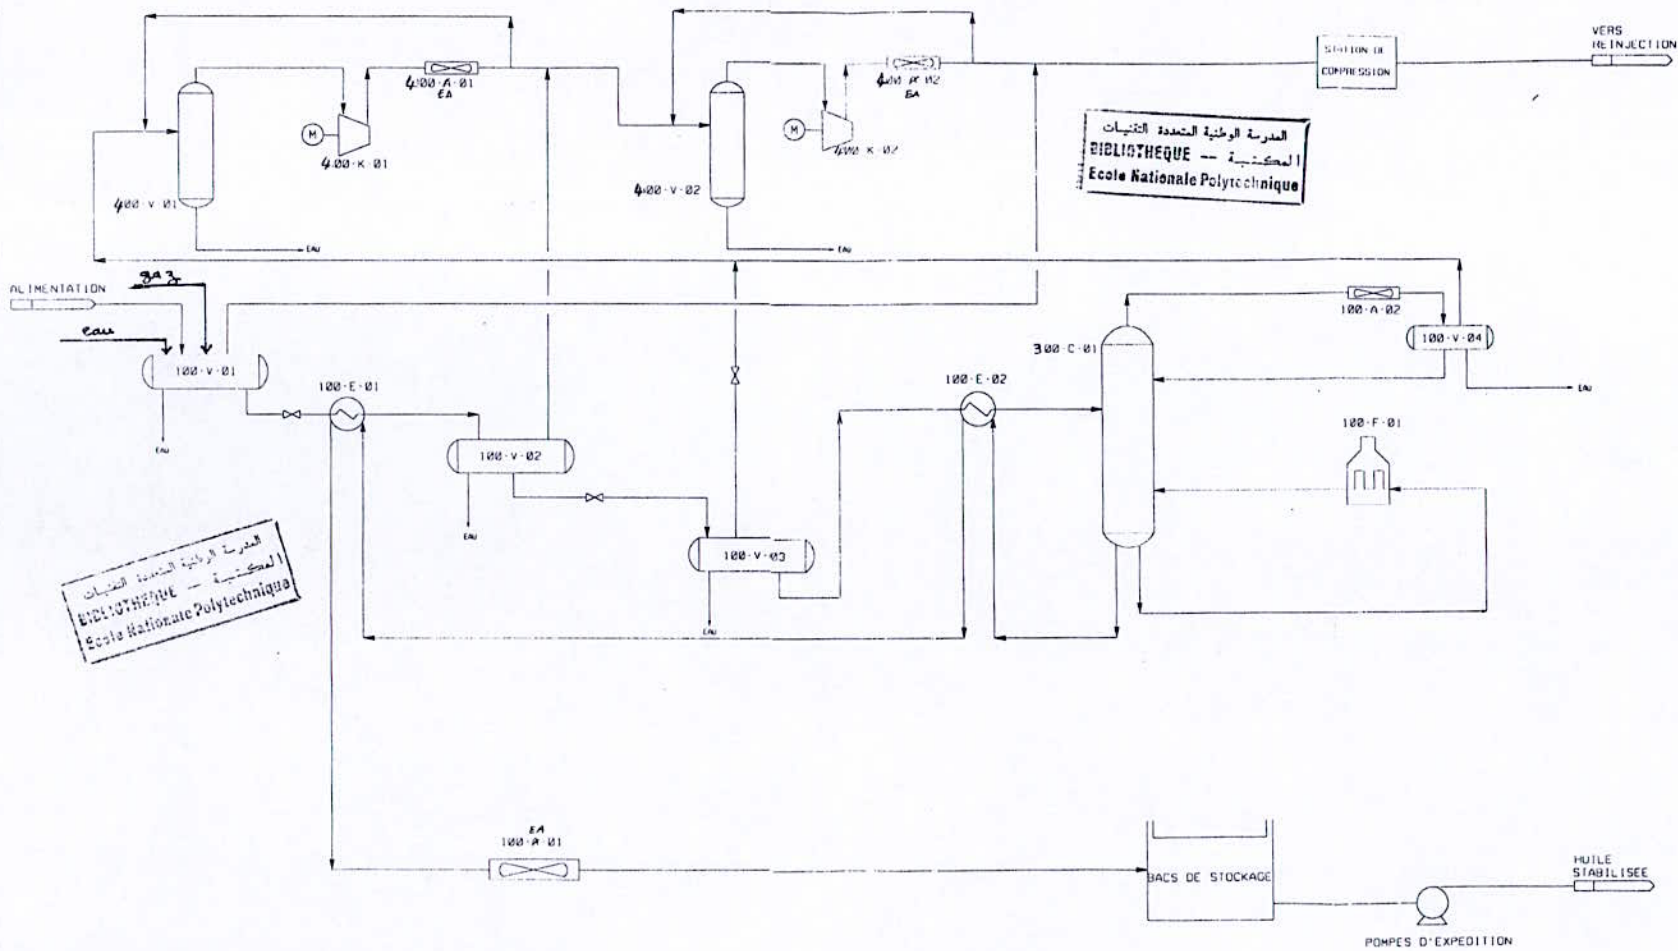 VERS
REINJECTION
STATION DE
COMPRESSION
400-A-01
EA
400-A-02
EA
M
400-K-01
M
400-K-02
400-V-01
400-V-02
EAU
EAU
المدرسة الوطنية المتعددة التقنيات
BIBLIOTHEQUE — المكتبة
Ecole Nationale Polytechnique
ALIMENTATION
gaz
eau
100-V-01
EAU
100-E-01
100-V-02
EAU
100-V-03
EAU
100-E-02
300-C-01
100-A-02
100-V-04
EAU
100-F-01
المدرسة الوطنية المتعددة التقنيات
BIBLIOTHEQUE — المكتبة
Ecole Nationale Polytechnique
EA
100-A-01
BACS DE STOCKAGE
HUILE
STABILISEE
POMPES D'EXPEDITION